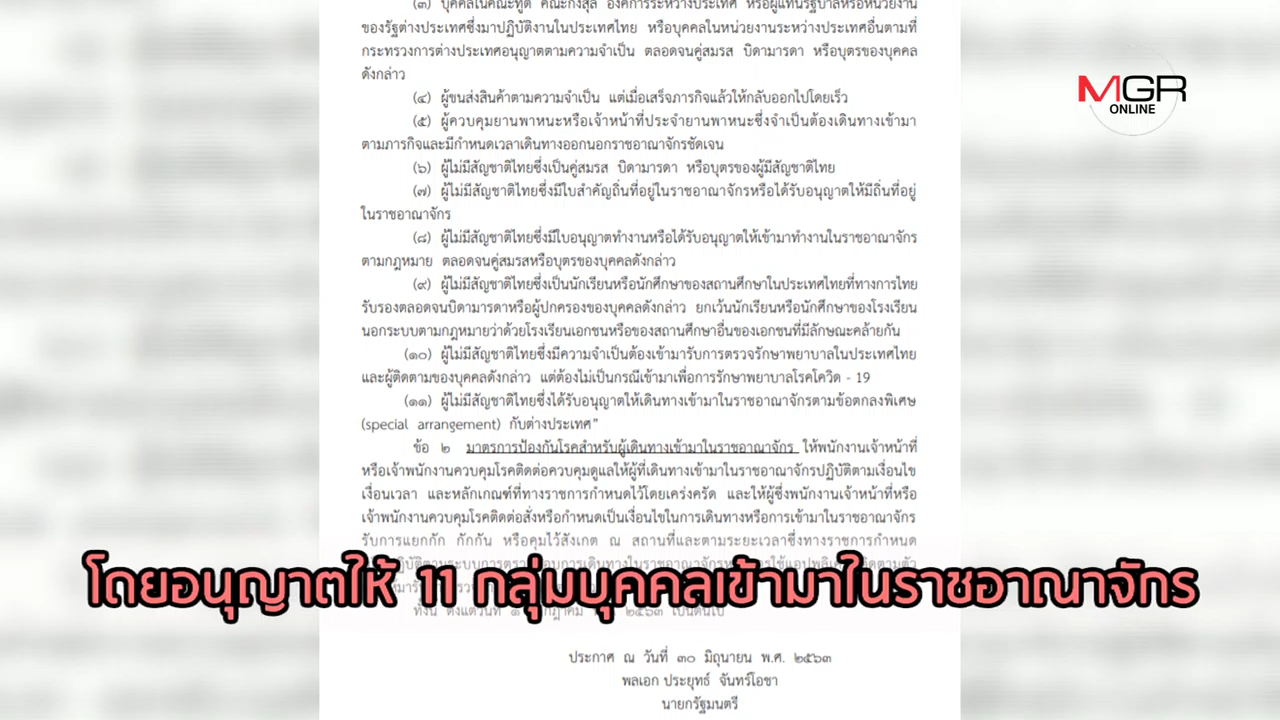 (๓) บุคคลในคณะทูต คณะกงสุล องค์การระหว่างประเทศ หรือผู้แทนรัฐบาลหรือหน่วยงาน
ของรัฐต่างประเทศซึ่งมาปฏิบัติงานในประเทศไทย หรือบุคคลในหน่วยงานระหว่างประเทศอื่นตามที่
กระทรวงการต่างประเทศอนุญาตตามความจำเป็น ตลอดจนคู่สมรส บิดามารดา หรือบุตรของบุคคล
ดังกล่าว
(๔) ผู้ขนส่งสินค้าตามความจำเป็น แต่เมื่อเสร็จภารกิจแล้วให้กลับออกไปโดยเร็ว
(๕) ผู้ควบคุมยานพาหนะหรือเจ้าหน้าที่ประจำยานพาหนะซึ่งจำเป็นต้องเดินทางเข้ามา
ตามภารกิจและมีกำหนดเวลาเดินทางออกนอกราชอาณาจักรชัดเจน
(๖) ผู้ไม่มีสัญชาติไทยซึ่งเป็นคู่สมรส บิดามารดา หรือบุตรของผู้มีสัญชาติไทย
(๗) ผู้ไม่มีสัญชาติไทยซึ่งมีใบสำคัญถิ่นที่อยู่ในราชอาณาจักรหรือได้รับอนุญาตให้มีถิ่นที่อยู่
ในราชอาณาจักร
(๘) ผู้ไม่มีสัญชาติไทยซึ่งมีใบอนุญาตทำงานหรือได้รับอนุญาตให้เข้ามาทำงานในราชอาณาจักร
ตามกฎหมาย ตลอดจนคู่สมรสหรือบุตรของบุคคลดังกล่าว
(๙) ผู้ไม่มีสัญชาติไทยซึ่งเป็นนักเรียนหรือนักศึกษาของสถานศึกษาในประเทศไทยที่ทางการไทย
รับรองตลอดจนบิดามารดาหรือผู้ปกครองของบุคคลดังกล่าว ยกเว้นนักเรียนหรือนักศึกษาของโรงเรียน
นอกระบบตามกฎหมายว่าด้วยโรงเรียนเอกชนหรือของสถานศึกษาอื่นของเอกชนที่มีลักษณะคล้ายกัน
(๑๐) ผู้ไม่มีสัญชาติไทยซึ่งมีความจำเป็นต้องเข้ามารับการตรวจรักษาพยาบาลในประเทศไทย
และผู้ติดตามของบุคคลดังกล่าว แต่ต้องไม่เป็นกรณีเข้ามาเพื่อการรักษาพยาบาลโรคโควิด - 19
(๑๑) ผู้ไม่มีสัญชาติไทยซึ่งได้รับอนุญาตให้เดินทางเข้ามาในราชอาณาจักรตามข้อตกลงพิเศษ
(special arrangement) กับต่างประเทศ"
ข้อ ๒ มาตรการป้องกันโรคสำหรับผู้เดินทางเข้ามาในราชอาณาจักร ให้พนักงานเจ้าหน้าที่
หรือเจ้าพนักงานควบคุมโรคติดต่อควบคุมดูแลให้ผู้ที่เดินทางเข้ามาในราชอาณาจักรปฏิบัติตามเงื่อนไข
เงื่อนเวลา และหลักเกณฑ์ที่ทางราชการกำหนดไว้โดยเคร่งครัด และให้ผู้ซึ่งพนักงานเจ้าหน้าที่หรือ
เจ้าพนักงานควบคุมโรคติดต่อสั่งหรือกำหนดเป็นเงื่อนไขในการเดินทางหรือการเข้ามาในราชอาณาจักร
รับการแยกกัก กักกัน หรือคุมไว้สังเกต ณ สถานที่และตามระยะเวลาซึ่งทางราชการกำหนด
โดยอนุญาตให้ 11 กลุ่มบุคคลเข้ามาในราชอาณาจักร
ประกาศ ณ วันที่ ๓๐ มิถุนายน พ.ศ. ๒๕๖๓
พลเอก ประยุทธ์ จันทร์โอชา
นายกรัฐมนตรี
MGR
ONLINE